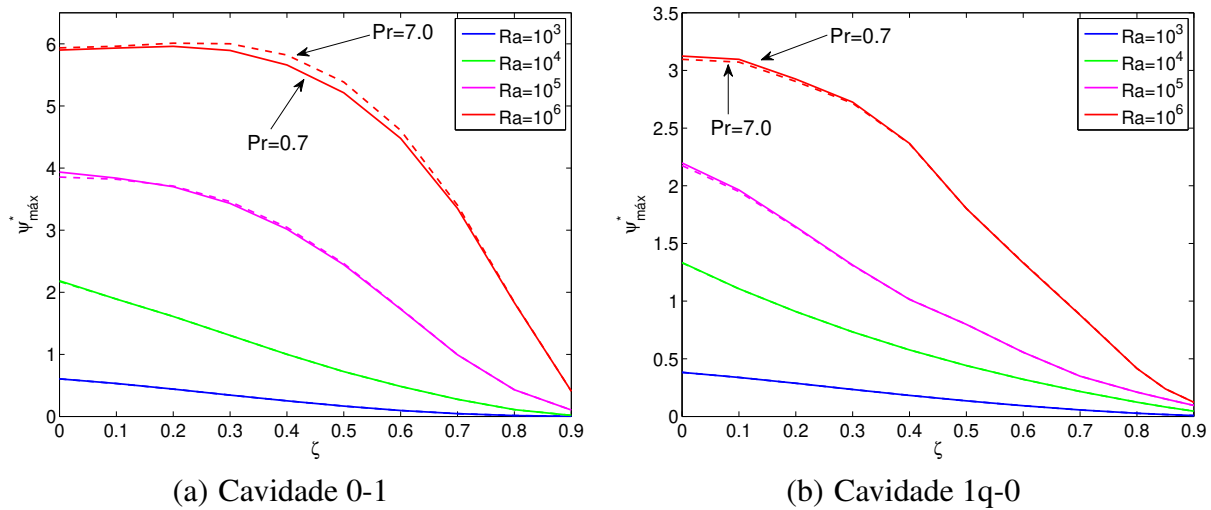 6
5
4
3
2
1
0
ψ*máx
0 0.1 0.2 0.3 0.4 0.5 0.6 0.7 0.8 0.9
ζ
Pr=7.0
Pr=0.7
Ra=10³
Ra=10⁴
Ra=10⁵
Ra=10⁶
(a) Cavidade 0-1
3.5
3
2.5
2
1.5
1
0.5
0
ψ*máx
0 0.1 0.2 0.3 0.4 0.5 0.6 0.7 0.8 0.9
ζ
Pr=0.7
Pr=7.0
Ra=10³
Ra=10⁴
Ra=10⁵
Ra=10⁶
(b) Cavidade 1q-0